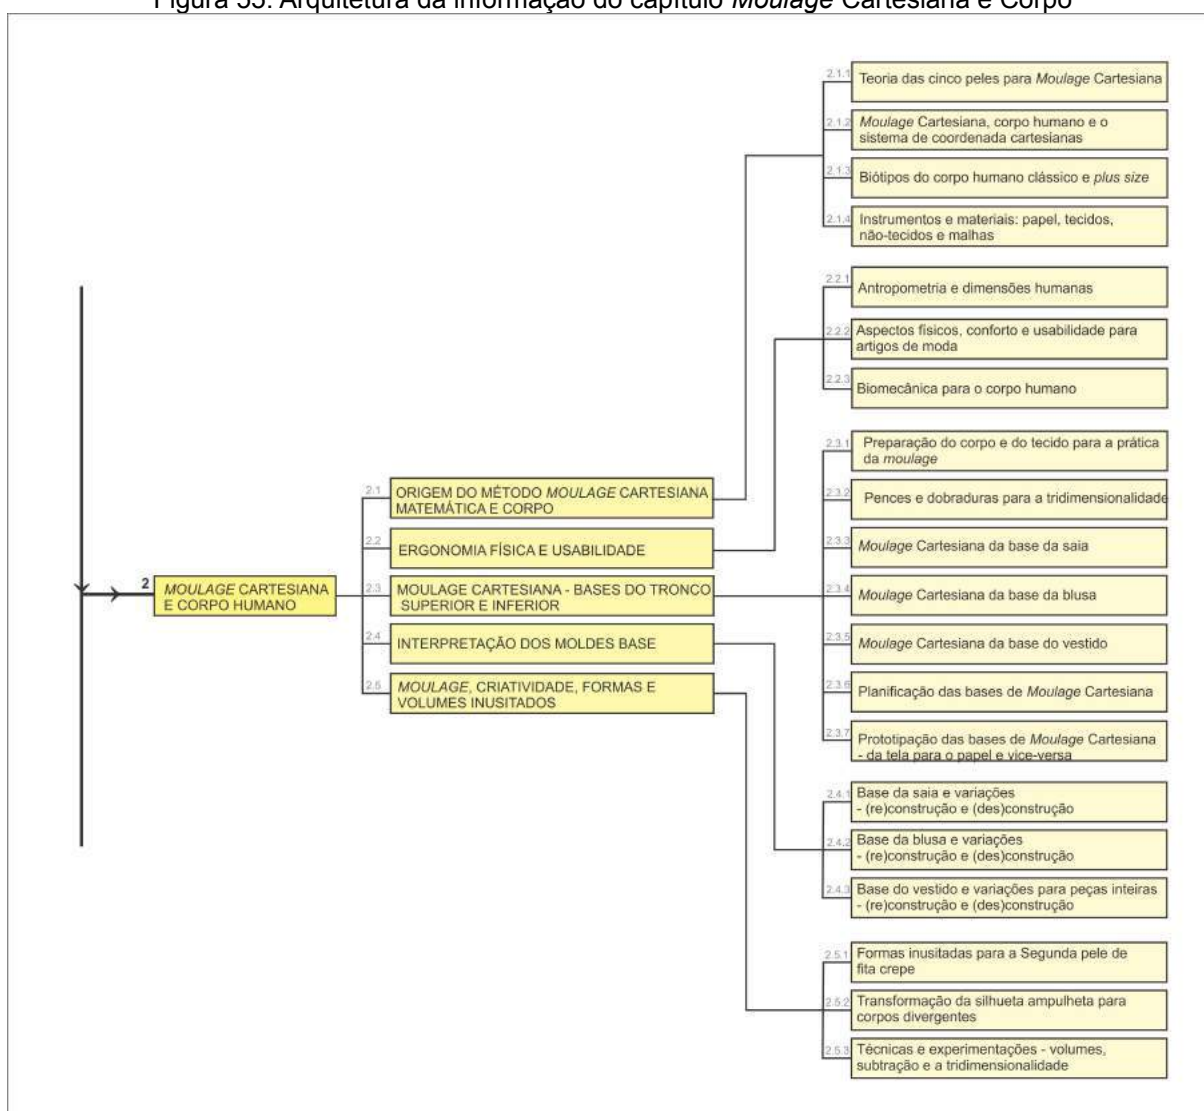 Figura 55: Arquitetura da informação do capítulo Moulage Cartesiana e Corpo
2
MOULAGE CARTESIANA
E CORPO HUMANO
2.1
ORIGEM DO MÉTODO MOULAGE CARTESIANA
MATEMÁTICA E CORPO
2.2
ERGONOMIA FÍSICA E USABILIDADE
2.3
MOULAGE CARTESIANA - BASES DO TRONCO
SUPERIOR E INFERIOR
2.4
INTERPRETAÇÃO DOS MOLDES BASE
2.5
MOULAGE, CRIATIVIDADE, FORMAS E
VOLUMES INUSITADOS
2.1.1
Teoria das cinco peles para Moulage Cartesiana
2.1.2
Moulage Cartesiana, corpo humano e o
sistema de coordenada cartesianas
2.1.3
Biótipos do corpo humano clássico e plus size
2.1.4
Instrumentos e materiais: papel, tecidos,
não-tecidos e malhas
2.2.1
Antropometria e dimensões humanas
2.2.2
Aspectos físicos, conforto e usabilidade para
artigos de moda
2.2.3
Biomecânica para o corpo humano
2.3.1
Preparação do corpo e do tecido para a prática
da moulage
2.3.2
Pences e dobraduras para a tridimensionalidade
2.3.3
Moulage Cartesiana da base da saia
2.3.4
Moulage Cartesiana da base da blusa
2.3.5
Moulage Cartesiana da base do vestido
2.3.6
Planificação das bases de Moulage Cartesiana
2.3.7
Prototipação das bases de Moulage Cartesiana
- da tela para o papel e vice-versa
2.4.1
Base da saia e variações
- (re)construção e (des)construção
2.4.2
Base da blusa e variações
- (re)construção e (des)construção
2.4.3
Base do vestido e variações para peças inteiras
- (re)construção e (des)construção
2.5.1
Formas inusitadas para a Segunda pele de
fita crepe
2.5.2
Transformação da silhueta ampulheta para
corpos divergentes
2.5.3
Técnicas e experimentações - volumes,
subtração e a tridimensionalidade